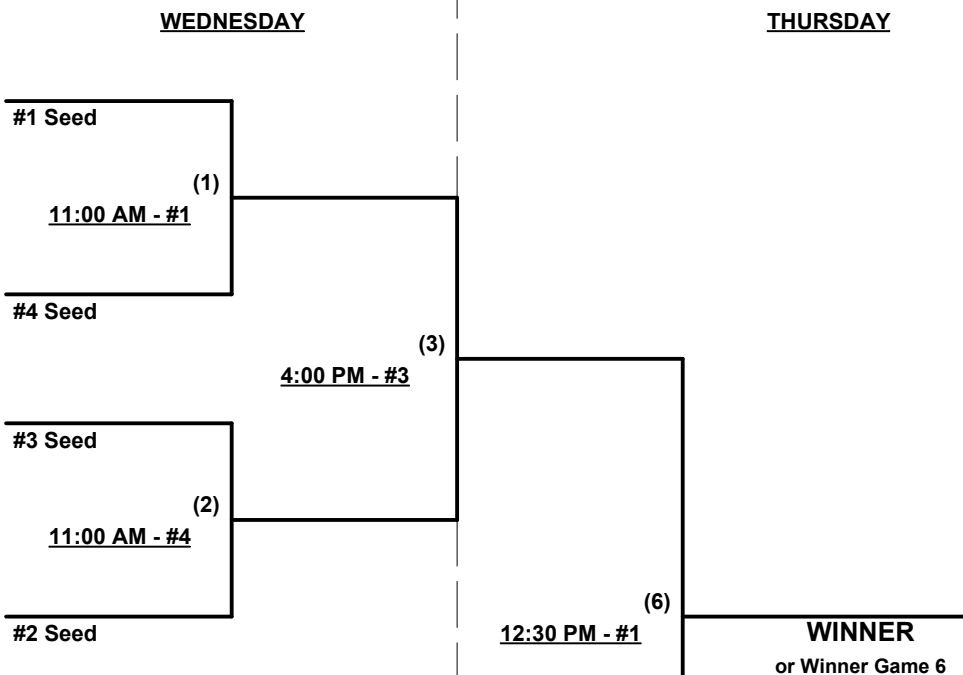 WEDNESDAY
THURSDAY
#1 Seed
(1)
11:00 AM - #1
#4 Seed
(3)
4:00 PM - #3
#3 Seed
(2)
11:00 AM - #4
#2 Seed
(6)
12:30 PM - #1
WINNER
or Winner Game 6